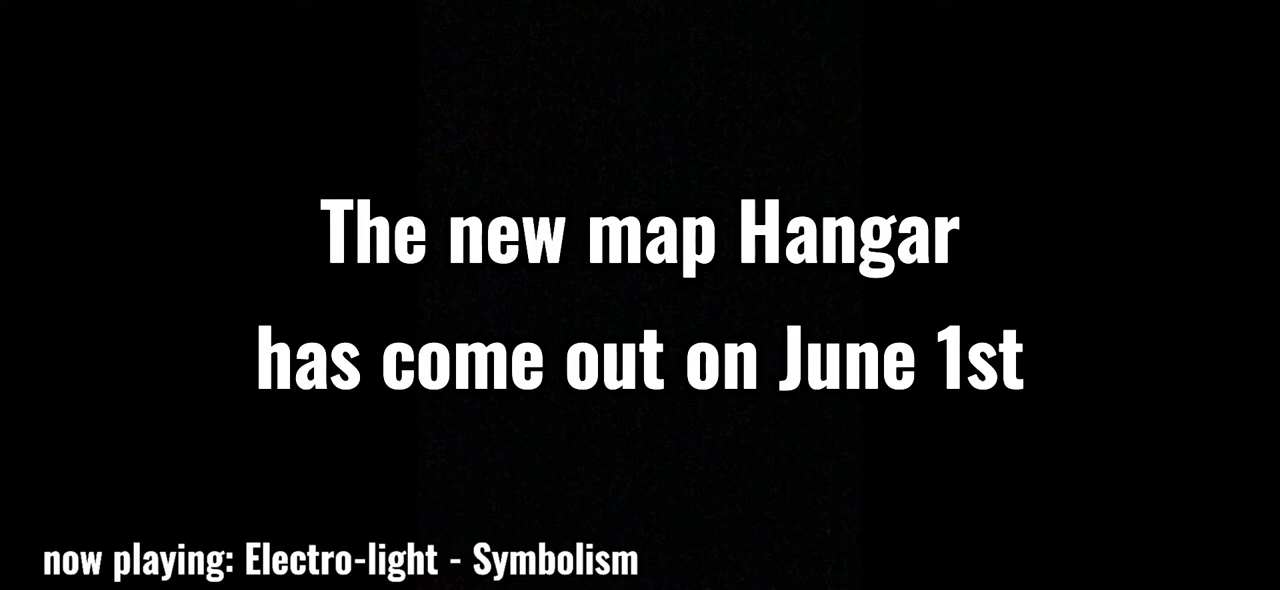 The new map Hangar
has come out on June 1st
now playing: Electro-light - Symbolism